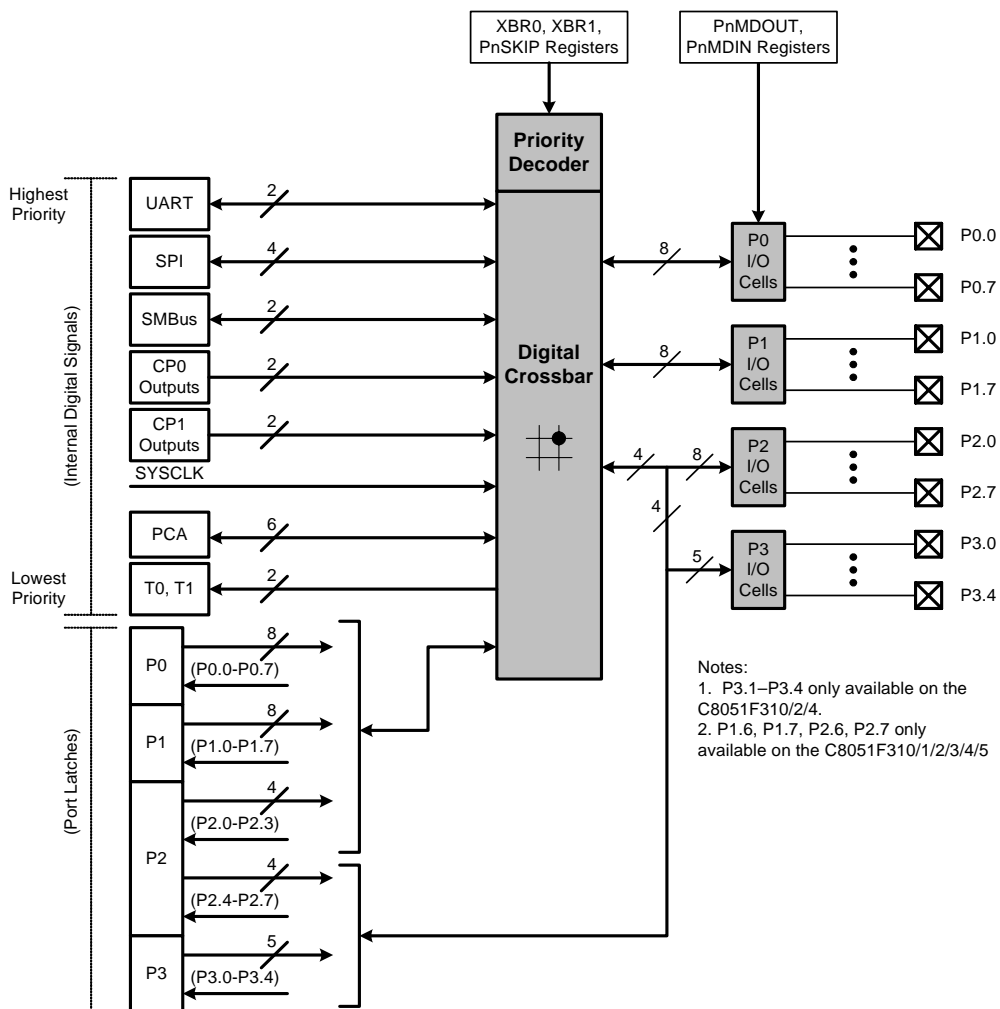 XBR0, XBR1,
PnSKIP Registers
PnMDOUT,
PnMDIN Registers
Priority
Decoder
Highest
Priority
(Internal Digital Signals)
Lowest
Priority
UART
2
SPI
4
SMBus
2
CP0
Outputs
2
CP1
Outputs
2
SYSCLK
PCA
6
T0, T1
2
Digital
Crossbar
8
P0
I/O
Cells
P0.0
P0.7
8
P1
I/O
Cells
P1.0
P1.7
4
8
P2
I/O
Cells
P2.0
P2.7
4
5
P3
I/O
Cells
P3.0
P3.4
(Port Latches)
P0
8
(P0.0-P0.7)
P1
8
(P1.0-P1.7)
P2
4
(P2.0-P2.3)
4
(P2.4-P2.7)
P3
5
(P3.0-P3.4)
Notes:
1. P3.1–P3.4 only available on the
C8051F310/2/4.
2. P1.6, P1.7, P2.6, P2.7 only
available on the C8051F310/1/2/3/4/5